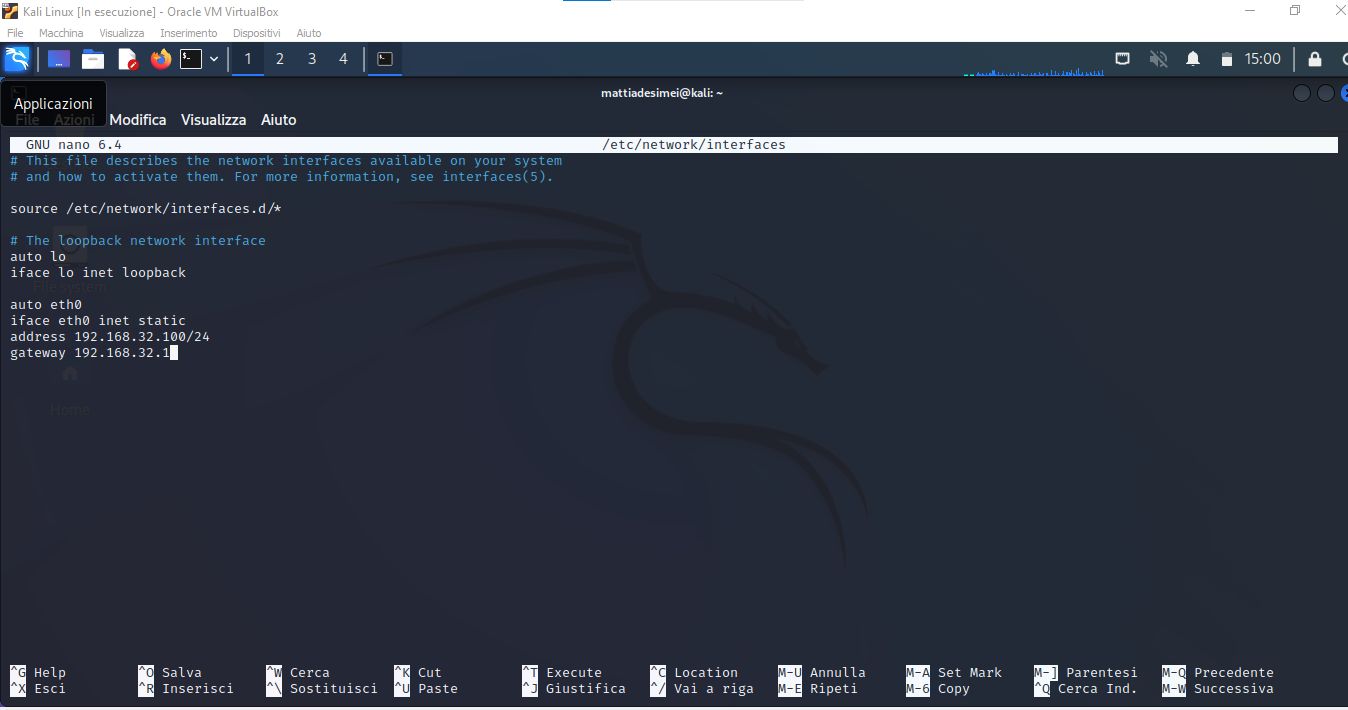 Kali Linux [In esecuzione] - Oracle VM VirtualBox
File Macchina Visualizza Inserimento Dispositivi Aiuto
1 2 3 4 15:00
mattiadesimei@kali: ~
Applicazioni
File Azioni Modifica Visualizza Aiuto
GNU nano 6.4 /etc/network/interfaces
# This file describes the network interfaces available on your system
# and how to activate them. For more information, see interfaces(5).
source /etc/network/interfaces.d/*
# The loopback network interface
auto lo
iface lo inet loopback
File system
auto eth0
iface eth0 inet static
address 192.168.32.100/24
gateway 192.168.32.1
Home
^G Help ^O Salva ^W Cerca ^K Cut ^T Execute ^C Location M-U Annulla M-A Set Mark M-] Parentesi M-Q Precedente
^X Esci ^R Inserisci ^\ Sostituisci ^U Paste ^J Giustifica ^/ Vai a riga M-E Ripeti M-6 Copy ^Q Cerca Ind. M-W Successiva